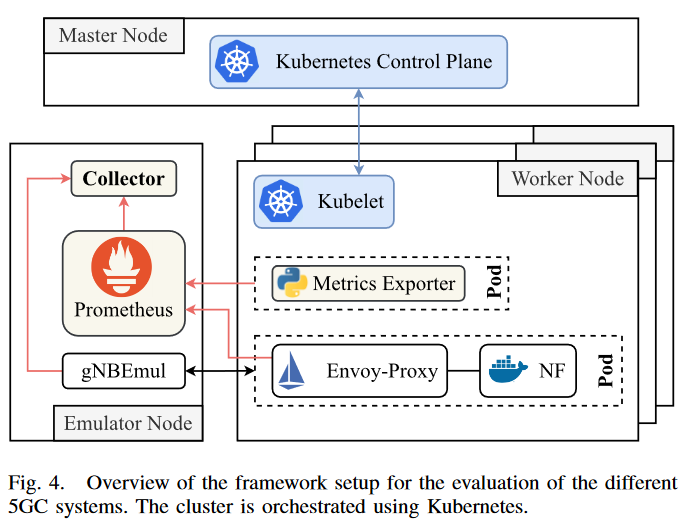 Master Node
Kubernetes Control Plane
Collector
Prometheus
gNBEmul
Emulator Node
Worker Node
Kubelet
Metrics Exporter
Pod
Envoy-Proxy
NF
Pod
Fig. 4. Overview of the framework setup for the evaluation of the different
5GC systems. The cluster is orchestrated using Kubernetes.